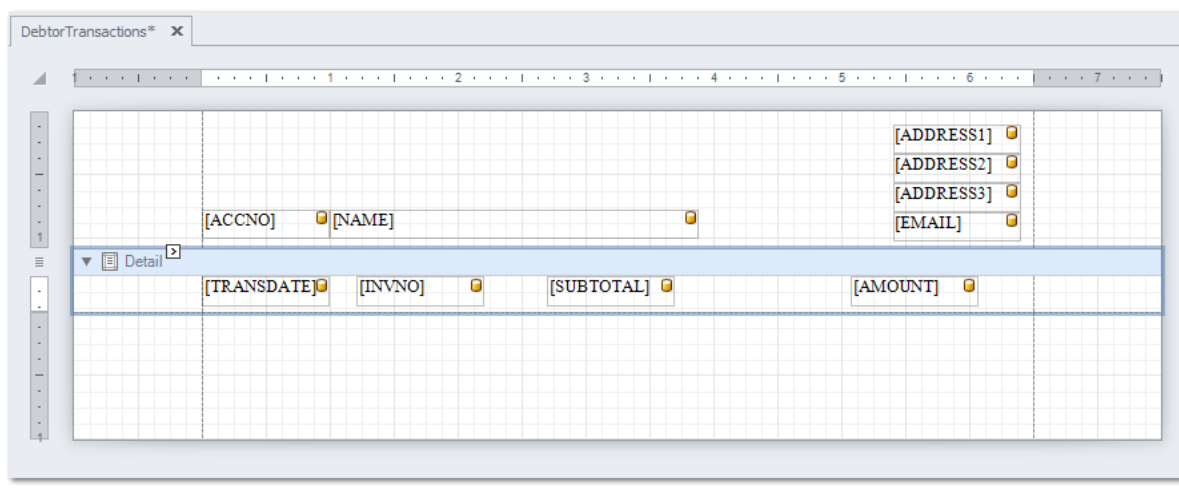 DebtorTransactions* X
1 1 2 3 4 5 6 7
[ADDRESS1]
[ADDRESS2]
[ADDRESS3]
[ACCNO] [NAME] [EMAIL]
1
Detail
[TRANSDATE] [INVNO] [SUBTOTAL] [AMOUNT]
1